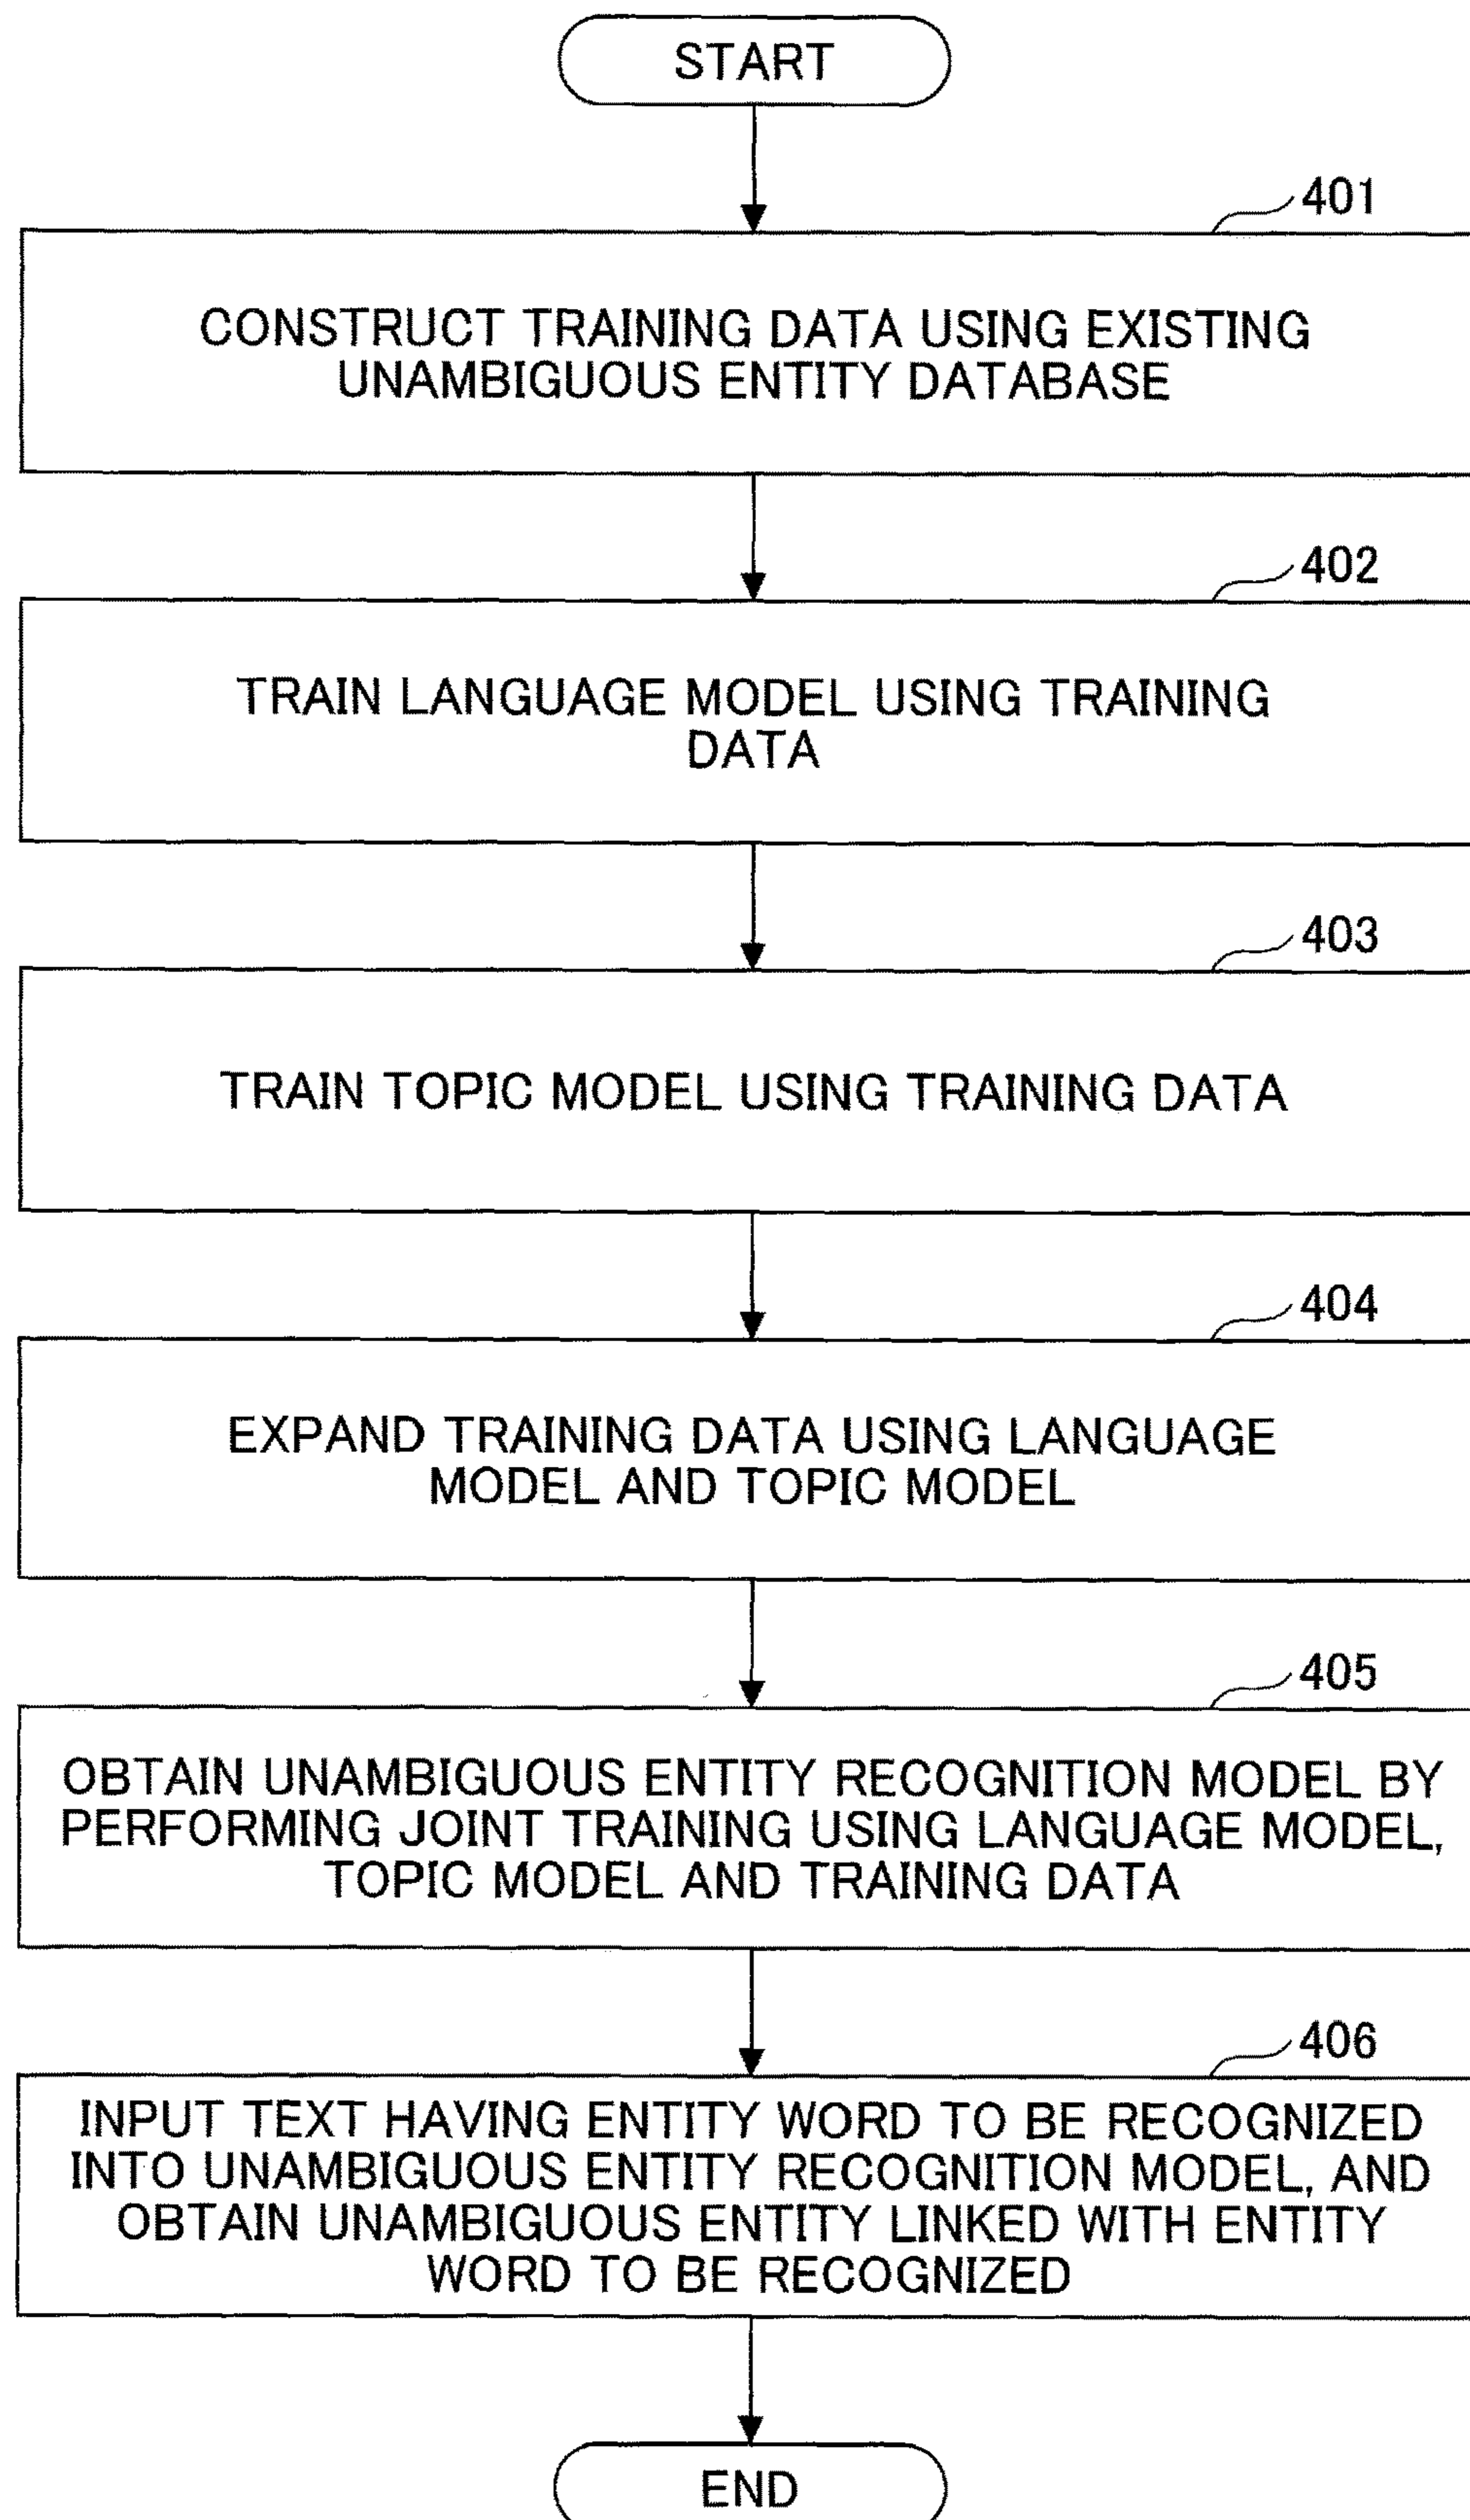 START
401
CONSTRUCT TRAINING DATA USING EXISTING
UNAMBIGUOUS ENTITY DATABASE
402
TRAIN LANGUAGE MODEL USING TRAINING
DATA
403
TRAIN TOPIC MODEL USING TRAINING DATA
404
EXPAND TRAINING DATA USING LANGUAGE
MODEL AND TOPIC MODEL
405
OBTAIN UNAMBIGUOUS ENTITY RECOGNITION MODEL BY
PERFORMING JOINT TRAINING USING LANGUAGE MODEL,
TOPIC MODEL AND TRAINING DATA
406
INPUT TEXT HAVING ENTITY WORD TO BE RECOGNIZED
INTO UNAMBIGUOUS ENTITY RECOGNITION MODEL, AND
OBTAIN UNAMBIGUOUS ENTITY LINKED WITH ENTITY
WORD TO BE RECOGNIZED
END